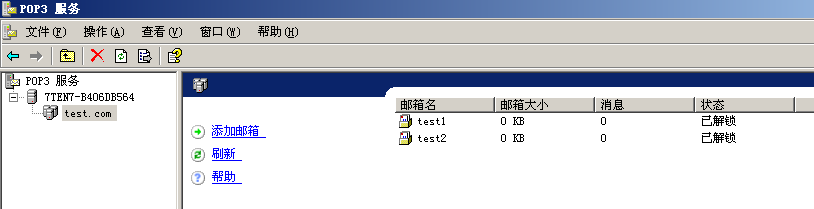 POP3 服务
文件(F) 操作(A) 查看(V) 窗口(W) 帮助(H)
POP3 服务
7TEN7-B406DB564
test.com
添加邮箱
刷新
帮助
邮箱名 邮箱大小 消息 状态
test1 0 KB 0 已解锁
test2 0 KB 0 已解锁